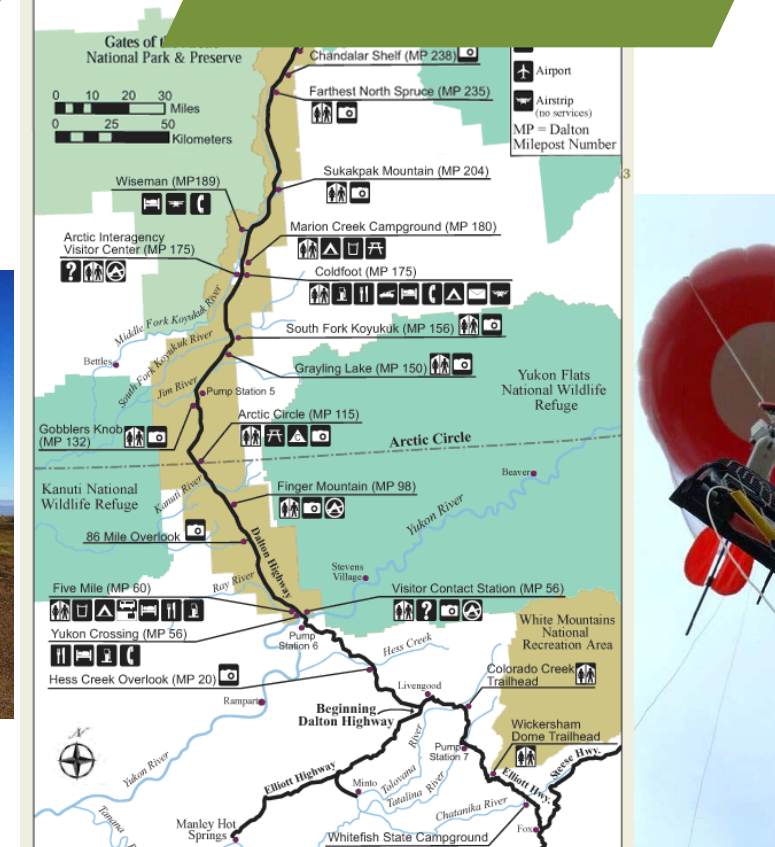 Gates of
National Park & Preserve
Chandalar Shelf (MP 238)
Airport
0 10 20 30
Miles
0 25 50
Kilometers
Farthest North Spruce (MP 235)
Airstrip
(no services)
MP = Dalton
Milepost Number
3
Sukakpak Mountain (MP 204)
Wiseman (MP189)
Marion Creek Campground (MP 180)
Arctic Interagency
Visitor Center (MP 175)
Coldfoot (MP 175)
Middle Fork Koyukuk River
South Fork Koyukuk (MP 156)
South Fork Koyukuk River
Bettles
Grayling Lake (MP 150)
Yukon Flats
National Wildlife
Refuge
Jim River
Pump Station 5
Arctic Circle (MP 115)
Gobblers Knob
(MP 132)
Arctic Circle
Kanuti National
Wildlife Refuge
Kanuti River
Finger Mountain (MP 98)
Beaver
Yukon River
86 Mile Overlook
Dalton Highway
Stevens
Village
Ray River
Five Mile (MP 60)
Visitor Contact Station (MP 56)
?
Yukon Crossing (MP 56)
Pump
Station 6
White Mountains
National
Recreation Area
Hess Creek
Hess Creek Overlook (MP 20)
Colorado Creek
Trailhead
Livengood
Rampart
Beginning
Dalton Highway
Wickersham
Dome Trailhead
N
Pump
Station 7
Steese Hwy.
Yukon River
Elliott Highway
Minto
Tolovana River
Tatalina River
Elliott Hwy.
Chatanika River
Tanana
Manley Hot
Springs
Whitefish State Campground
Fox